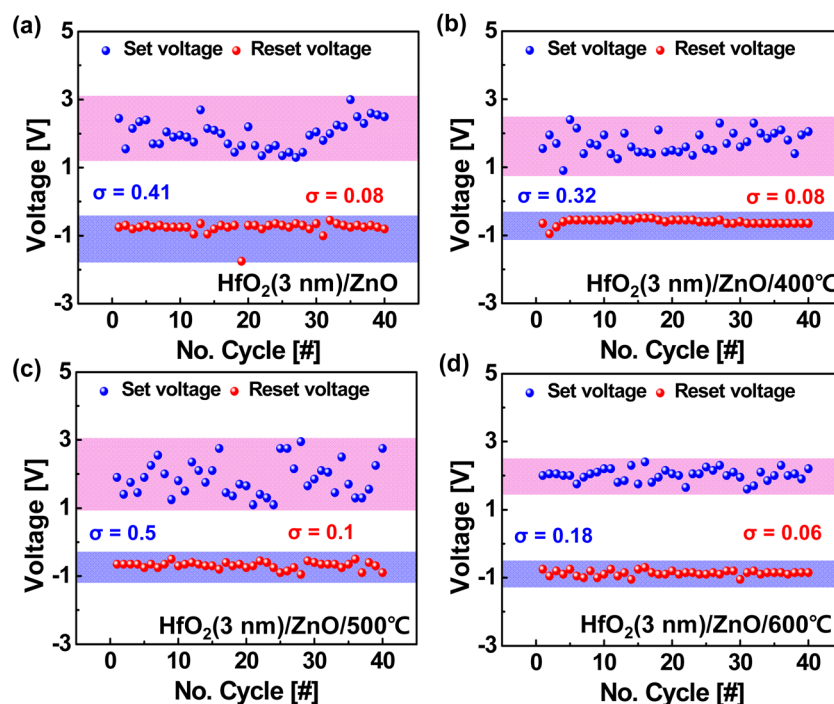 (a)
5
3
1
-1
-3
Voltage [V]
Set voltage Reset voltage
σ = 0.41 σ = 0.08
HfO₂(3 nm)/ZnO
0 10 20 30 40
No. Cycle [#]
(b)
5
3
1
-1
-3
Voltage [V]
Set voltage Reset voltage
σ = 0.32 σ = 0.08
HfO₂(3 nm)/ZnO/400℃
0 10 20 30 40
No. Cycle [#]
(c)
5
3
1
-1
-3
Voltage [V]
Set voltage Reset voltage
σ = 0.5 σ = 0.1
HfO₂(3 nm)/ZnO/500℃
0 10 20 30 40
No. Cycle [#]
(d)
5
3
1
-1
-3
Voltage [V]
Set voltage Reset voltage
σ = 0.18 σ = 0.06
HfO₂(3 nm)/ZnO/600℃
0 10 20 30 40
No. Cycle [#]